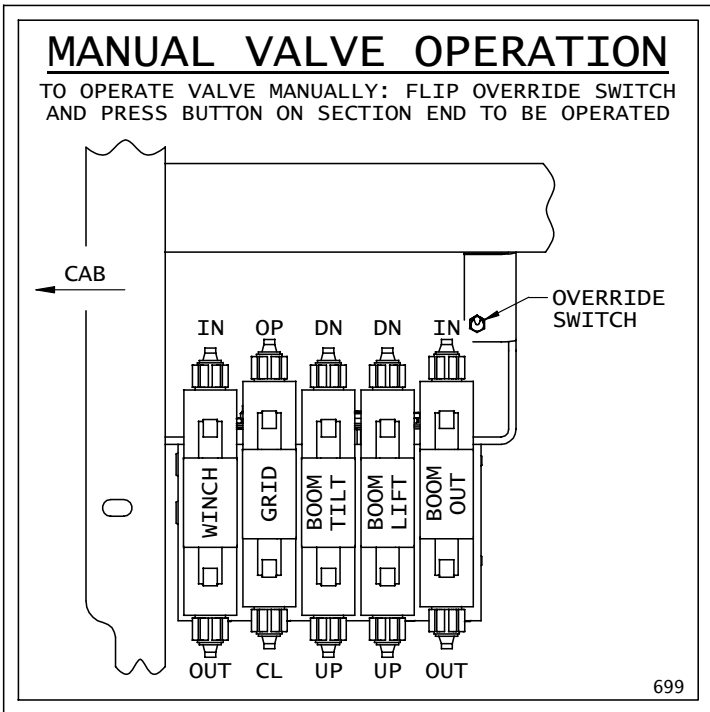 MANUAL VALVE OPERATION
TO OPERATE VALVE MANUALLY: FLIP OVERRIDE SWITCH
AND PRESS BUTTON ON SECTION END TO BE OPERATED
CAB
OVERRIDE
SWITCH
IN OP DN DN IN
WINCH
GRID
BOOM
TILT
BOOM
LIFT
BOOM
OUT
OUT CL UP UP OUT
699